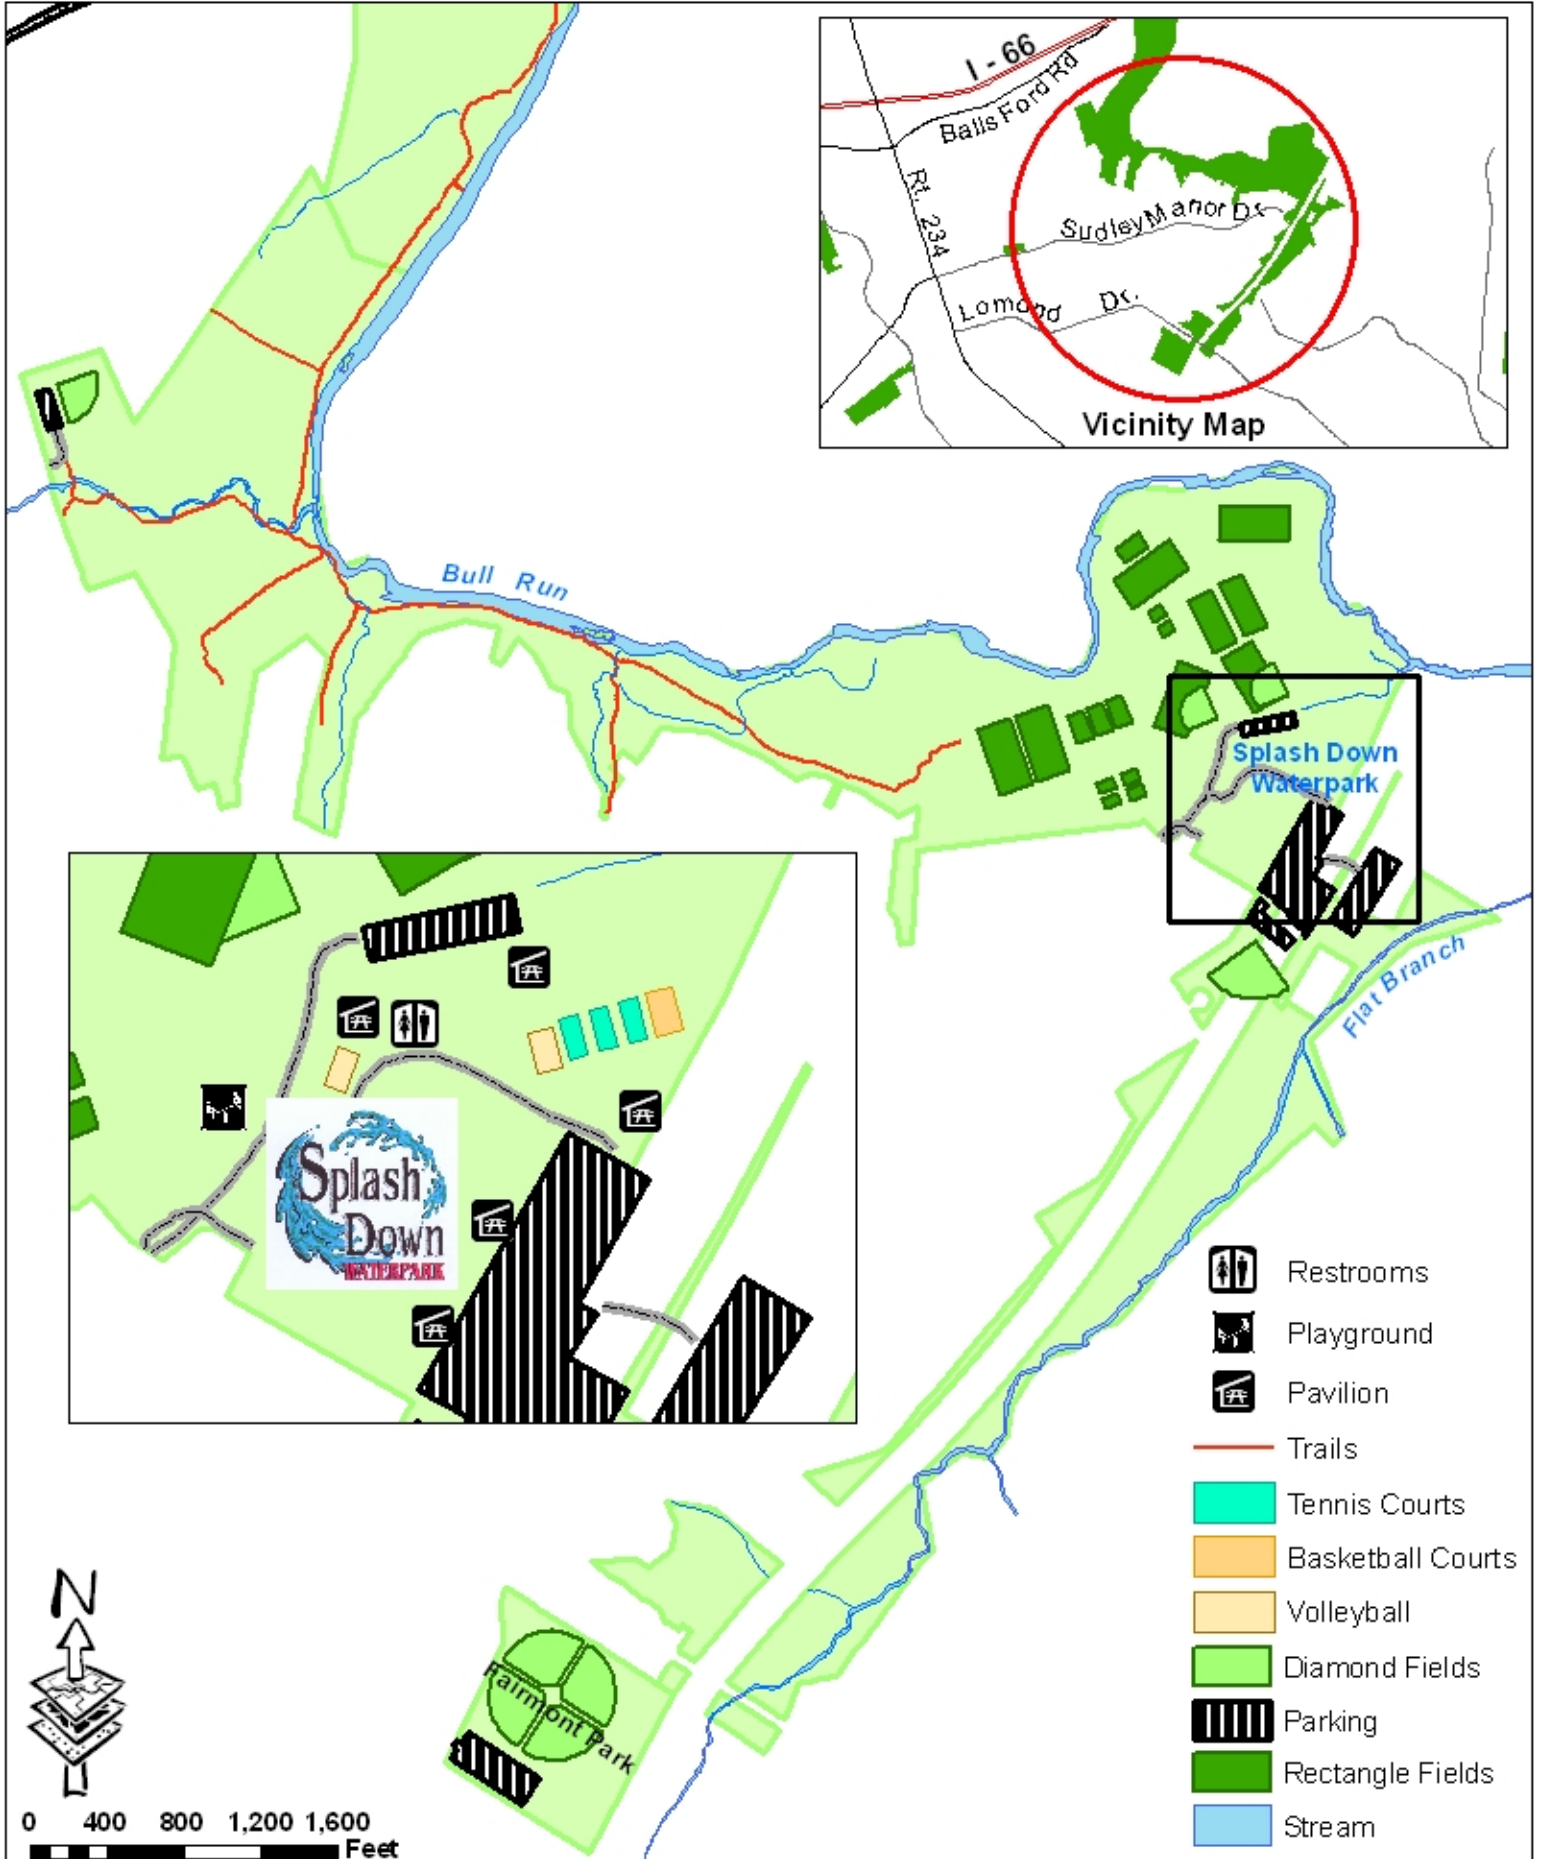 I - 66
Balls Ford Rd
Rt. 234
Sudley Manor Dr.
Lomond Dr.
Vicinity Map
Bull Run
Splash Down
Waterpark
Flat Branch
Splash
Down
WATERPARK
Restrooms
Playground
Pavilion
Trails
Tennis Courts
Basketball Courts
Volleyball
Diamond Fields
Parking
Rectangle Fields
Stream
Fairmont Park
N
0 400 800 1,200 1,600
Feet